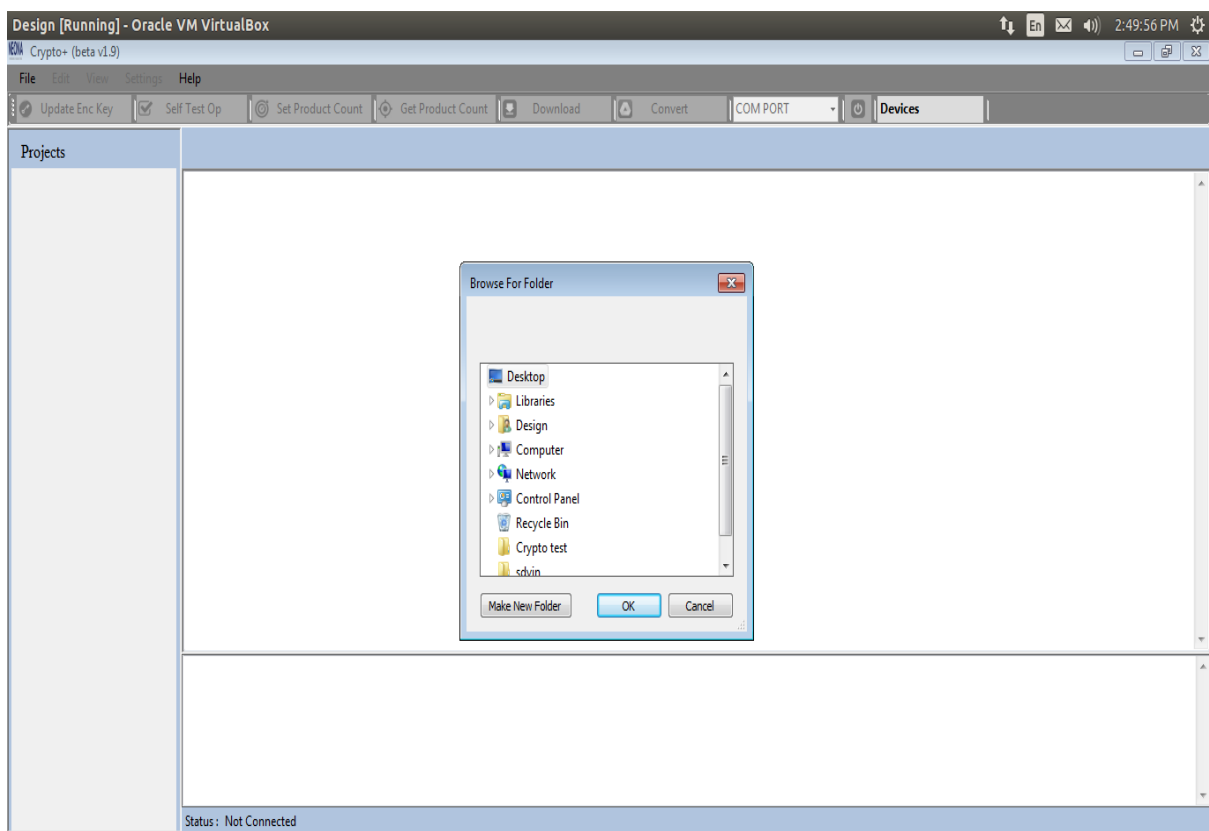 Design [Running] - Oracle VM VirtualBox En 2:49:56 PM
Crypto+ (beta v1.9)
File Edit View Settings Help
Update Enc Key Self Test Op Set Product Count Get Product Count Download Convert COM PORT Devices
Projects
Browse For Folder
Desktop
Libraries
Design
Computer
Network
Control Panel
Recycle Bin
Crypto test
sdvin
Make New Folder OK Cancel
Status : Not Connected